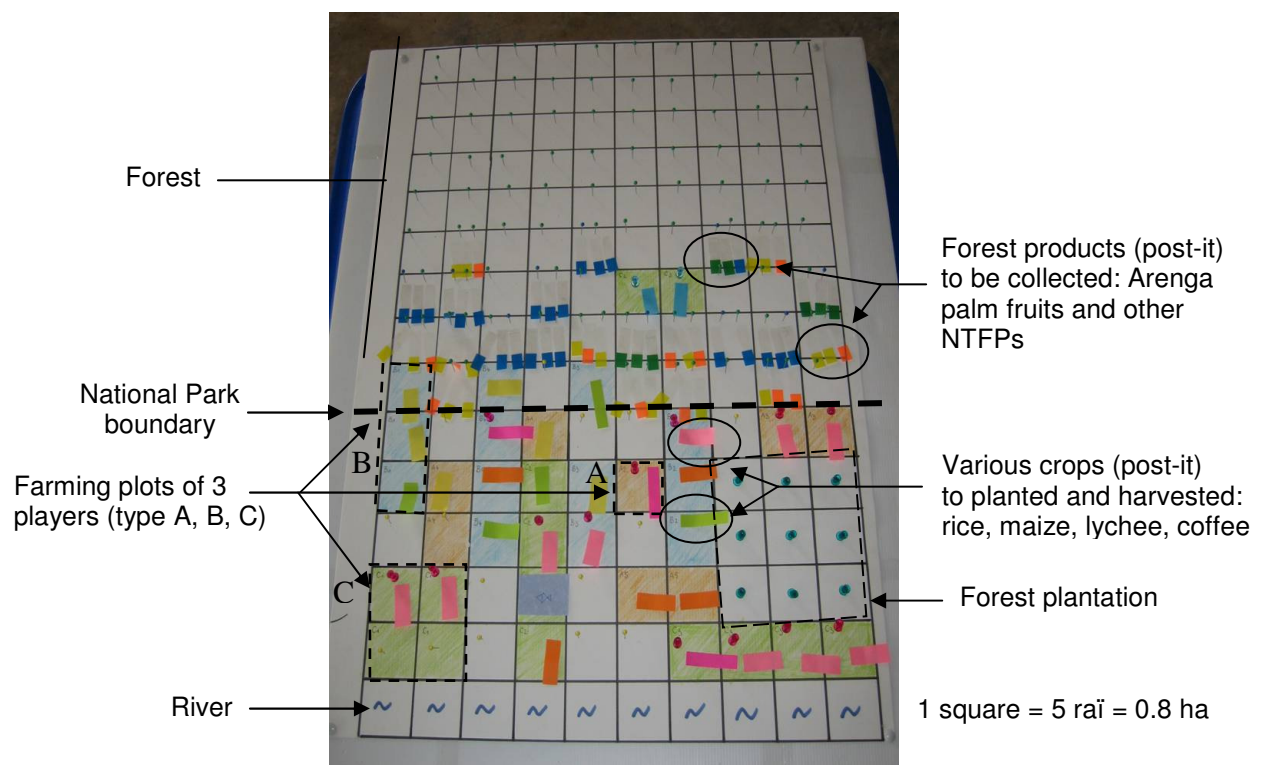 Forest
National Park
boundary
B
Farming plots of 3
players (type A, B, C)
A
C
River
Forest products (post-it)
to be collected: Arenga
palm fruits and other
NTFPs
Various crops (post-it)
to planted and harvested:
rice, maize, lychee, coffee
Forest plantation
1 square = 5 raï = 0.8 ha